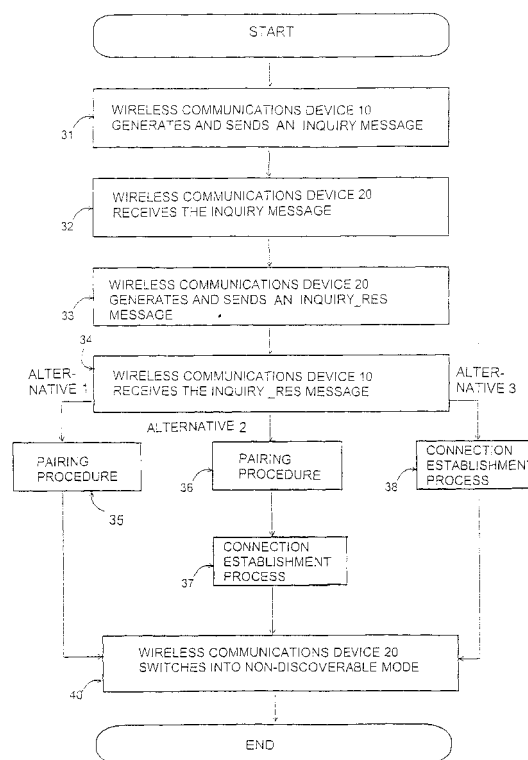 START
WIRELESS COMMUNICATIONS DEVICE 10
GENERATES AND SENDS AN INQUIRY MESSAGE
31
WIRELESS COMMUNICATIONS DEVICE 20
RECEIVES THE INQUIRY MESSAGE
32
WIRELESS COMMUNICATIONS DEVICE 20
GENERATES AND SENDS AN INQUIRY_RES
MESSAGE
33
34
WIRELESS COMMUNICATIONS DEVICE 10
RECEIVES THE INQUIRY_RES MESSAGE
ALTER-
NATIVE 1
ALTERNATIVE 2
ALTER-
NATIVE 3
PAIRING
PROCEDURE
35
PAIRING
PROCEDURE
36
CONNECTION
ESTABLISHMENT
PROCESS
38
CONNECTION
ESTABLISHMENT
PROCESS
37
WIRELESS COMMUNICATIONS DEVICE 20
SWITCHES INTO NON-DISCOVERABLE MODE
40
END